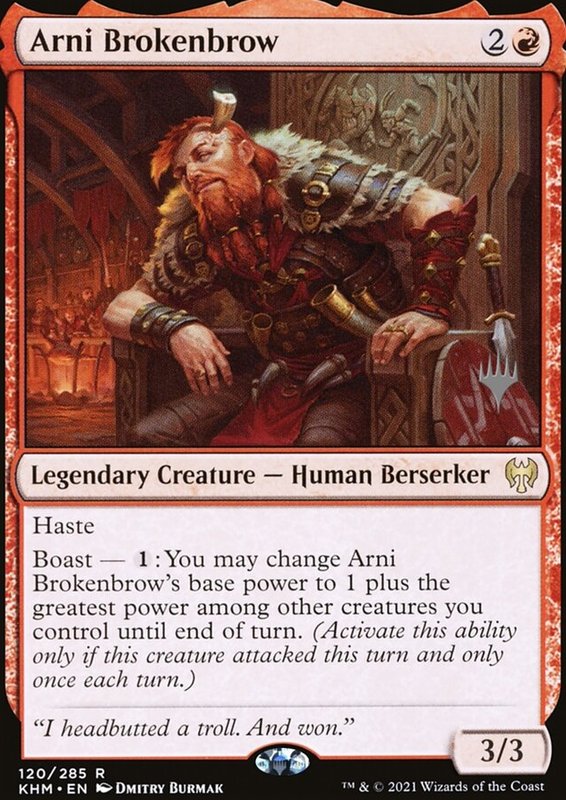 Arni Brokenbrow 2
Legendary Creature — Human Berserker
Haste
Boast — 1: You may change Arni
Brokenbrow's base power to 1 plus the
greatest power among other creatures you
control until end of turn. (Activate this ability
only if this creature attacked this turn and only
once each turn.)
“I headbutted a troll. And won.”
3/3
120/285 R
KHM • EN Dmitry Burmak
™ & © 2021 Wizards of the Coast